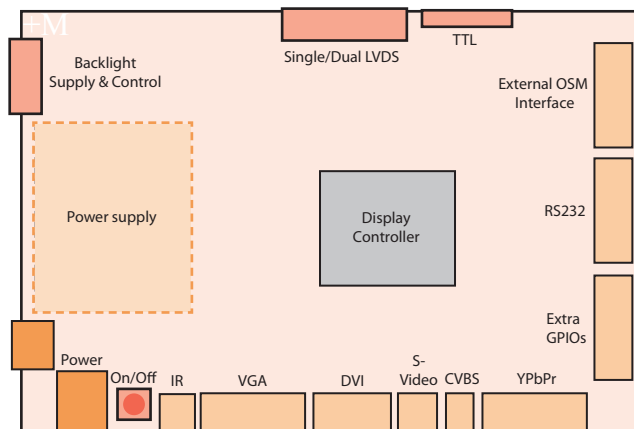 +M
Single/Dual LVDS
TTL
Backlight
Supply & Control
External OSM
Interface
Power supply
Display
Controller
RS232
Extra
GPIOs
Power
On/Off
IR
VGA
DVI
S-
Video
CVBS
YPbPr